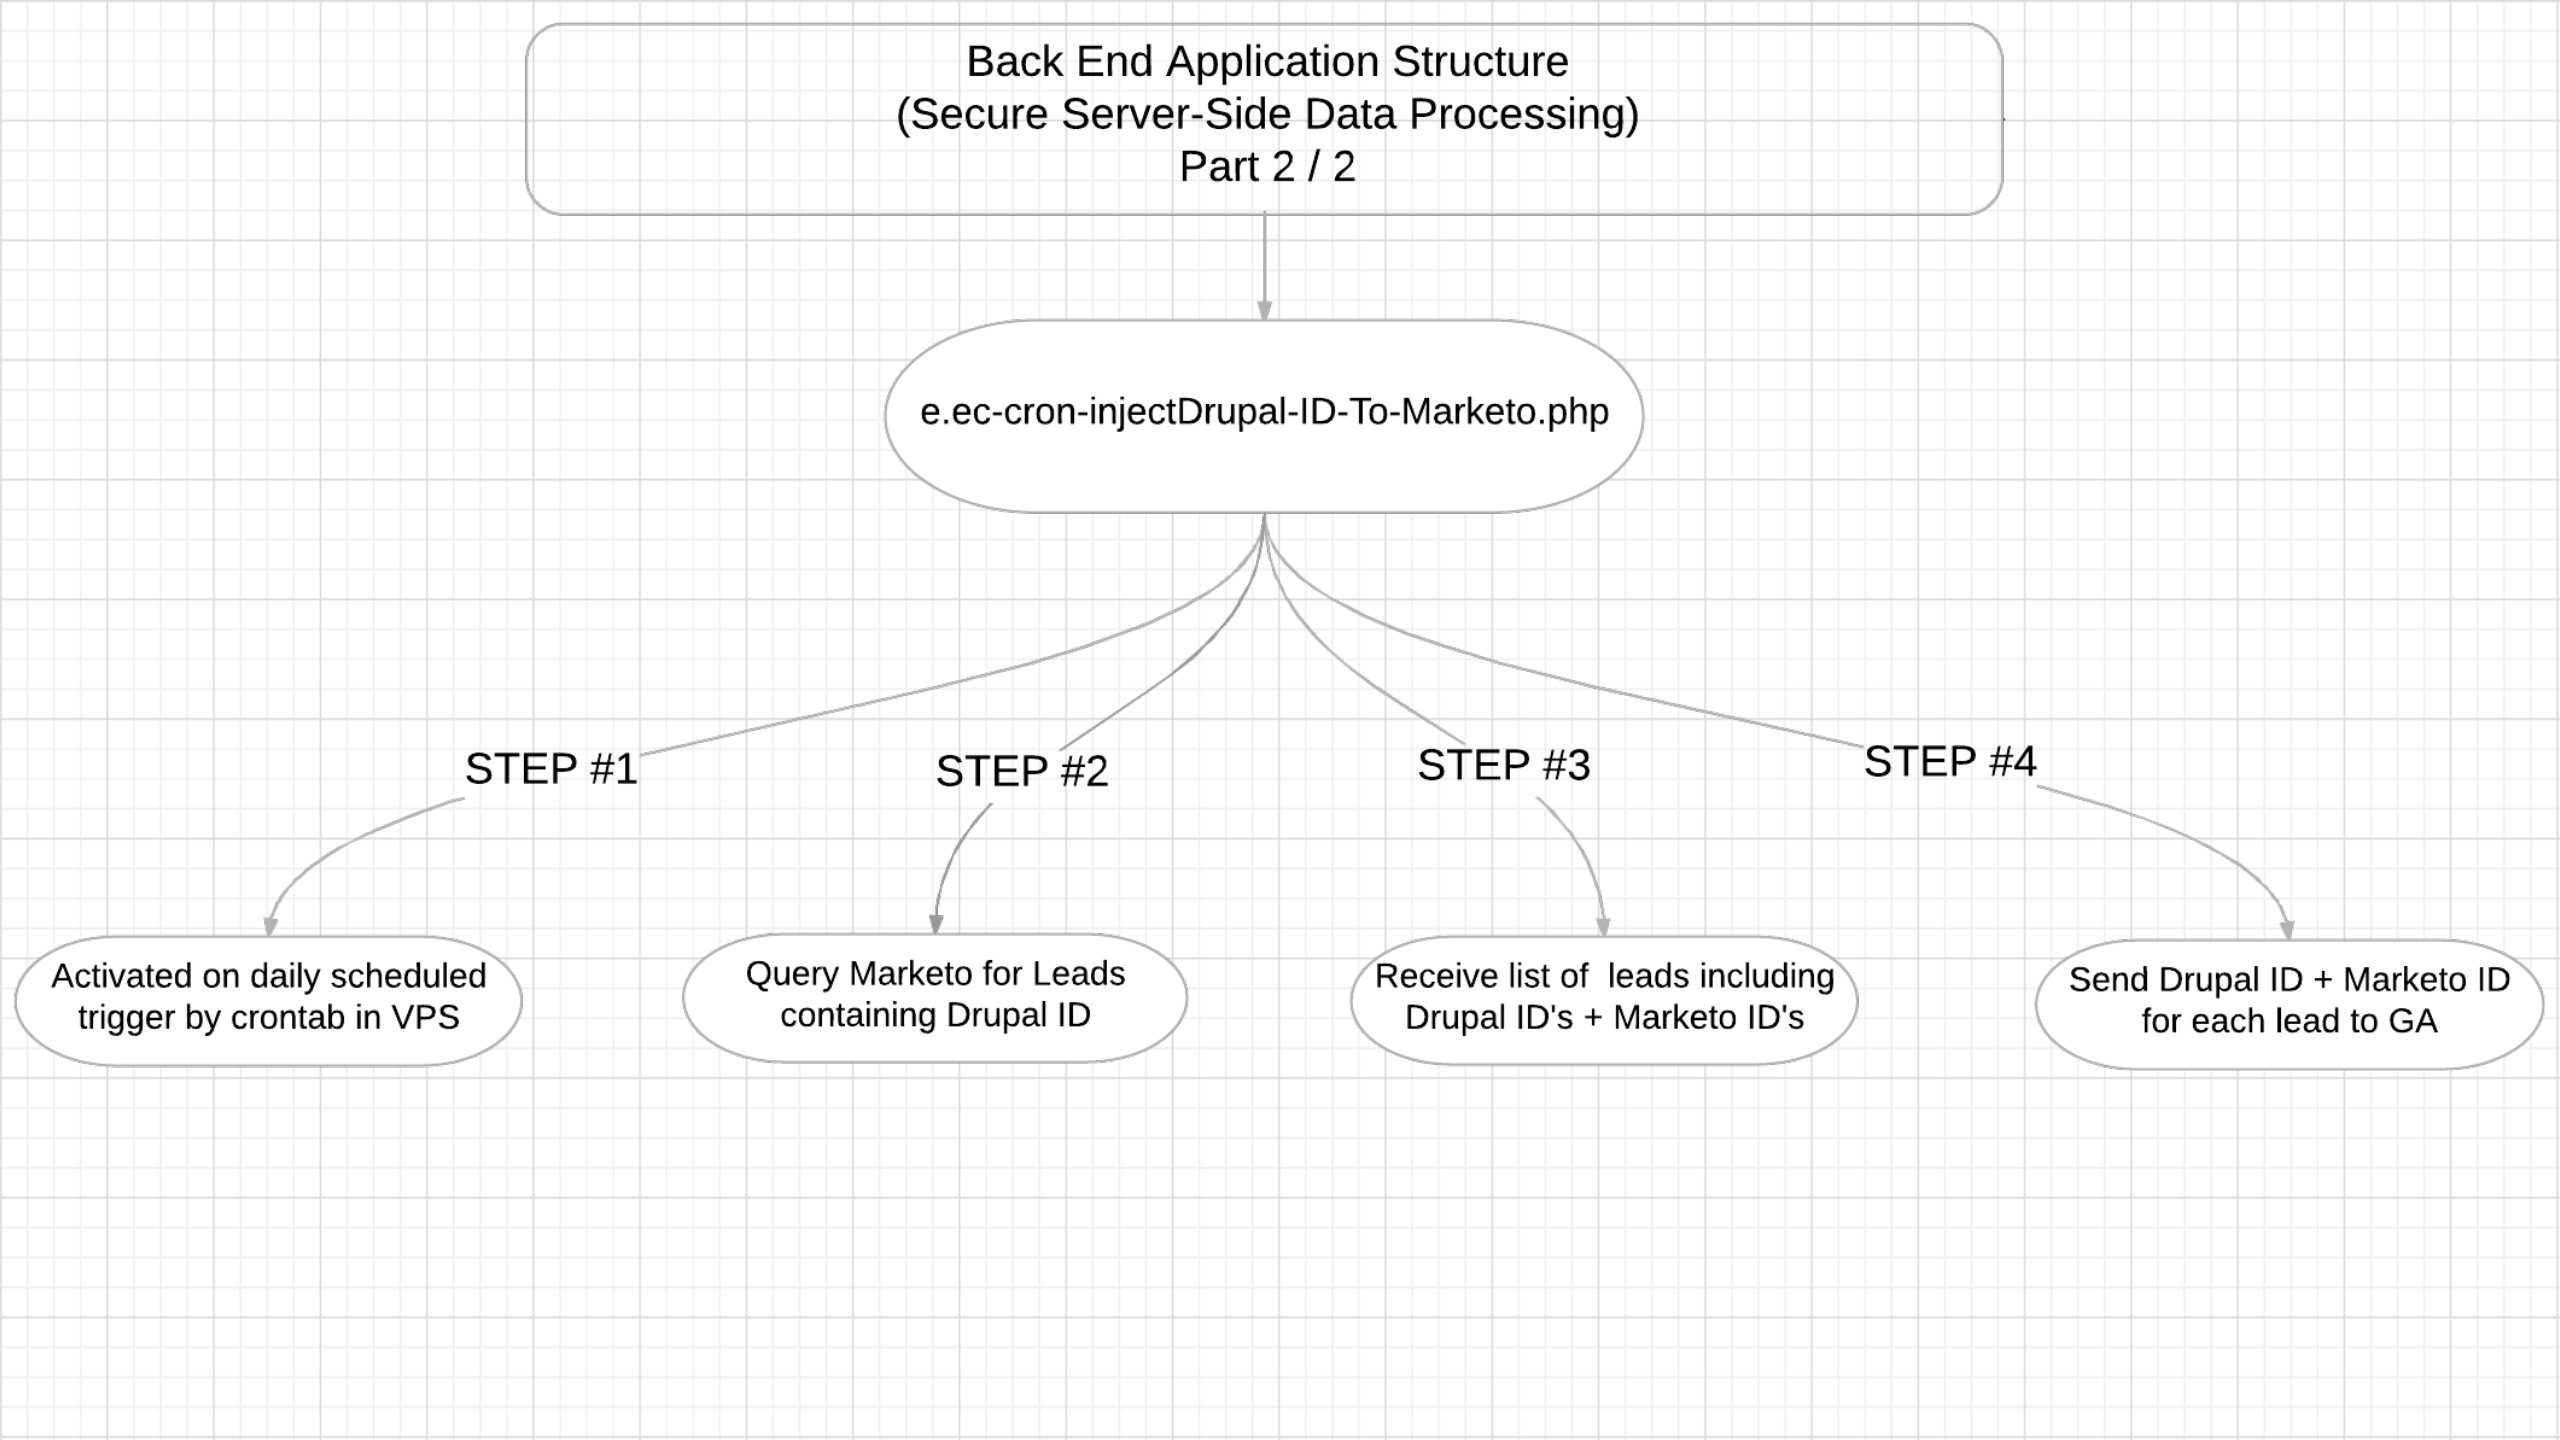 Back End Application Structure
(Secure Server-Side Data Processing)
Part 2 / 2
e.ec-cron-injectDrupal-ID-To-Marketo.php
STEP #1
STEP #2
STEP #3
STEP #4
Activated on daily scheduled
trigger by crontab in VPS
Query Marketo for Leads
containing Drupal ID
Receive list of  leads including
Drupal ID's + Marketo ID's
Send Drupal ID + Marketo ID
for each lead to GA